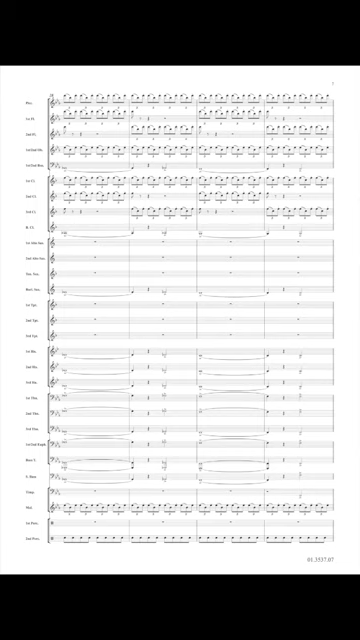 Picc.
1st Fl.
2nd Fl.
1st/2nd Ob.
1st/2nd Bsn.
1st Cl.
2nd Cl.
3rd Cl.
B. Cl.
1st Alto Sax.
2nd Alto Sax.
Ten. Sax.
Bari. Sax.
1st Tpt.
2nd Tpt.
3rd Tpt.
1st Hn.
2nd Hn.
3rd Hn.
1st Tbn.
2nd Tbn.
3rd Tbn.
1st/2nd Euph.
S. Bass
Timp.
Mal.
1st Perc.
2nd Perc.
01.3537.07